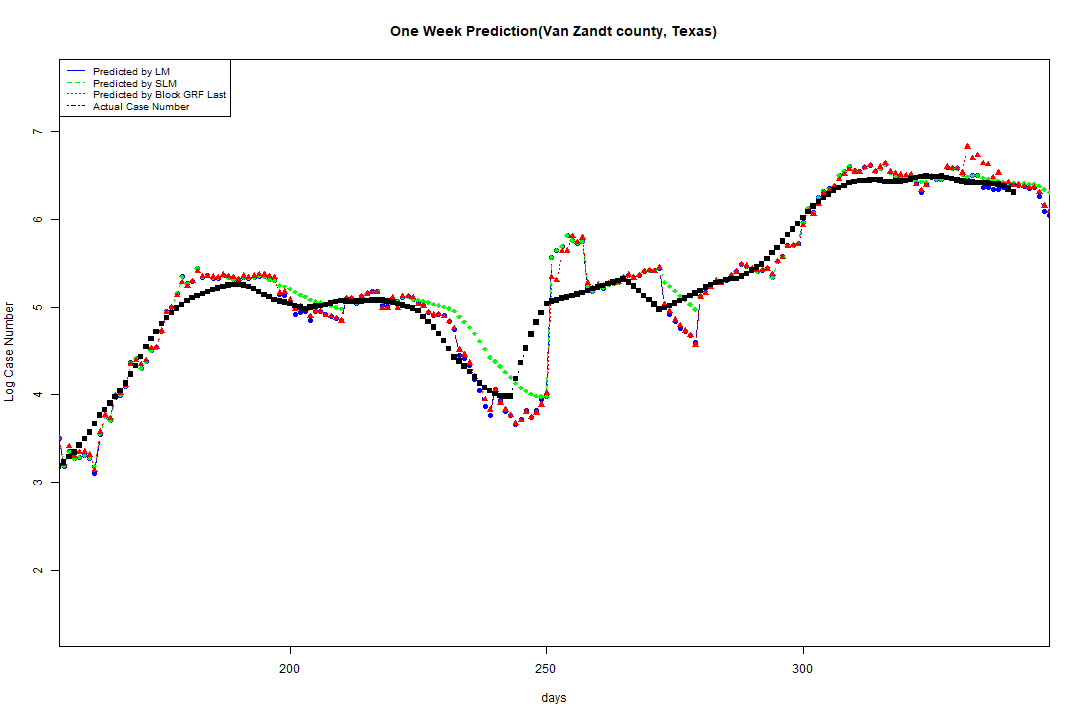 One Week Prediction(Van Zandt county, Texas)
Predicted by LM
Predicted by SLM
Predicted by Block GRF Last
Actual Case Number
7
6
5
4
3
2
Log Case Number
200 250 300
days